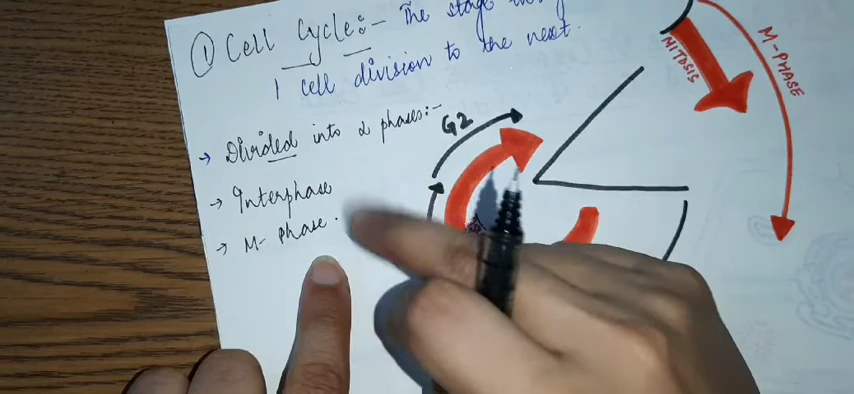 ① Cell Cycle:- The stage
1 cell division to the next.
→ Divided into 2 phases:-
→ Interphase
→ M- Phase.
G2
MITOSIS
M-PHASE